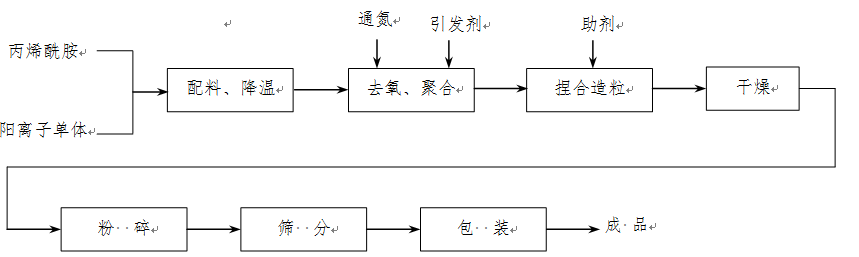 通氮 引发剂 助剂
丙烯酰胺
配料、降温 去氧、聚合 捏合造粒 干燥
阳离子单体
粉··碎 筛··分 包··装 成·品